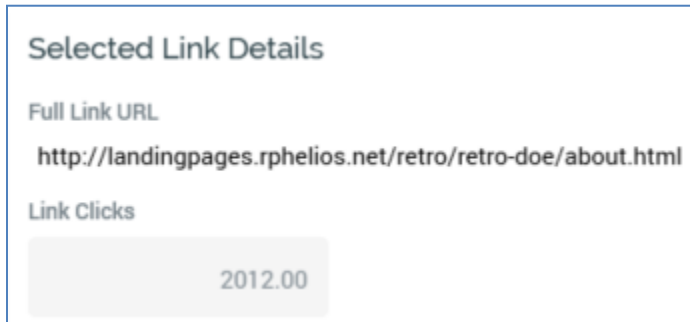 Selected Link Details
Full Link URL
http://landingpages.rphelios.net/retro/retro-doe/about.html
Link Clicks
2012.00